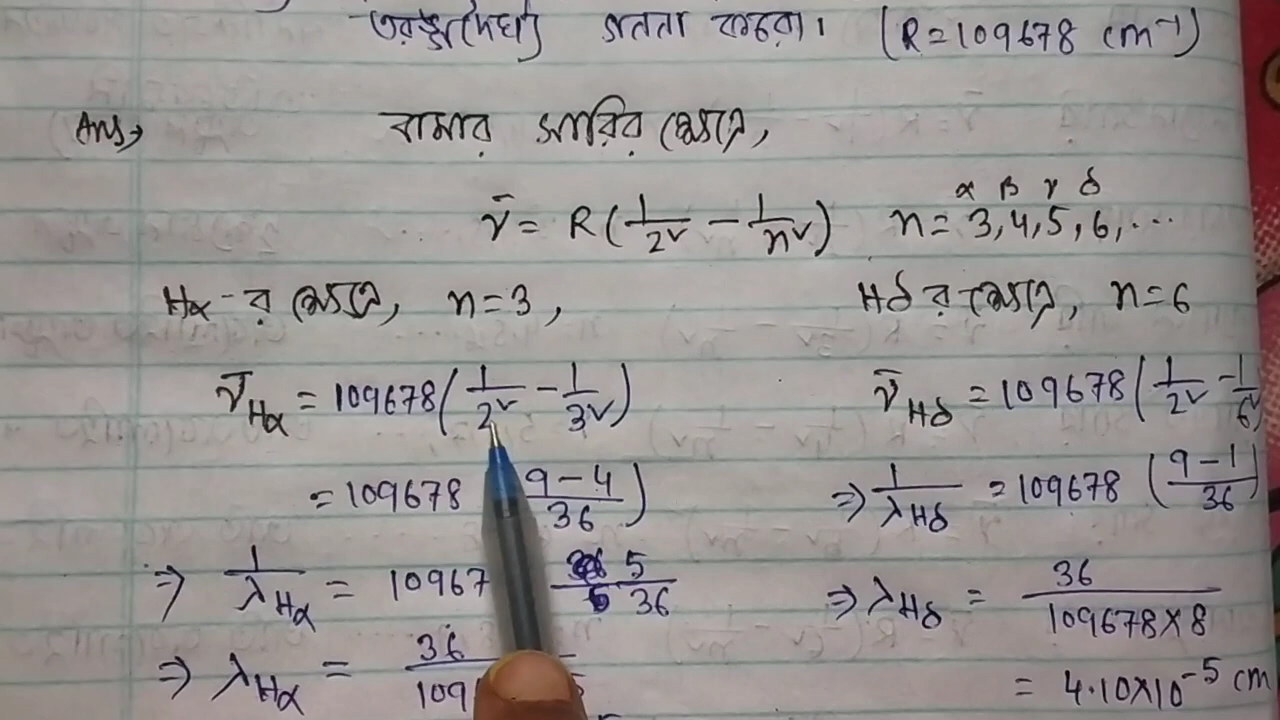 তরঙ্গদৈর্ঘ্য গণনা করো। (R=109678 cm⁻¹)
Ans→ বামার সারির ক্ষেত্রে,
α β γ δ
ν̄ = R(1/2² − 1/n²) n = 3,4,5,6,...
Hα-র ক্ষেত্রে, n=3,
ν̄Hα = 109678(1/2² − 1/3²)
= 109678 9−4/36)
⇒ 1/λHα = 10967 5/36
⇒ λHα = 36/109
Hδ র ক্ষেত্রে, n=6
ν̄Hδ = 109678(1/2² − 1/6²
⇒ 1/λHδ = 109678 (9−1/36)
⇒ λHδ = 36/109678×8
= 4.10×10⁻⁵ cm